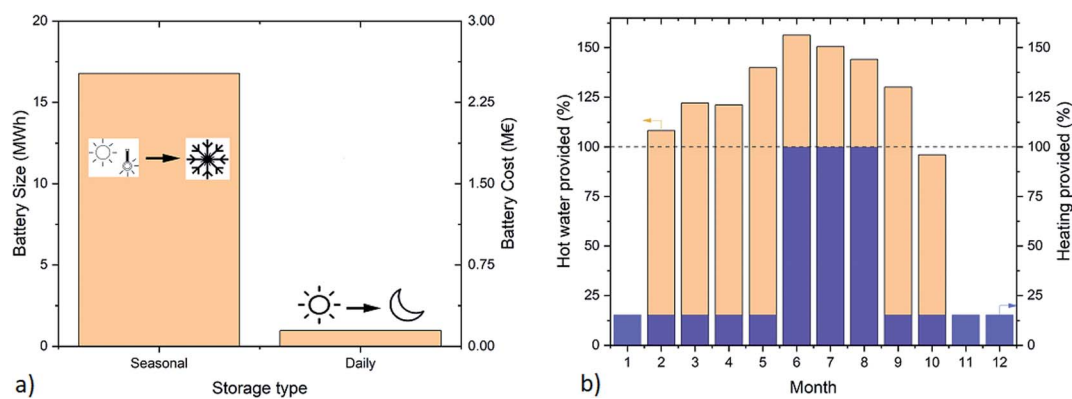 20
15
10
5
0
Battery Size (MWh)
3.00
2.25
1.50
0.75
0.00
Battery Cost (M€)
Seasonal Daily
Storage type
a)
150
125
100
75
50
25
0
Hot water provided (%)
150
100
50
25
0
Heating provided (%)
1 2 3 4 5 6 7 8 9 10 11 12
Month
b)